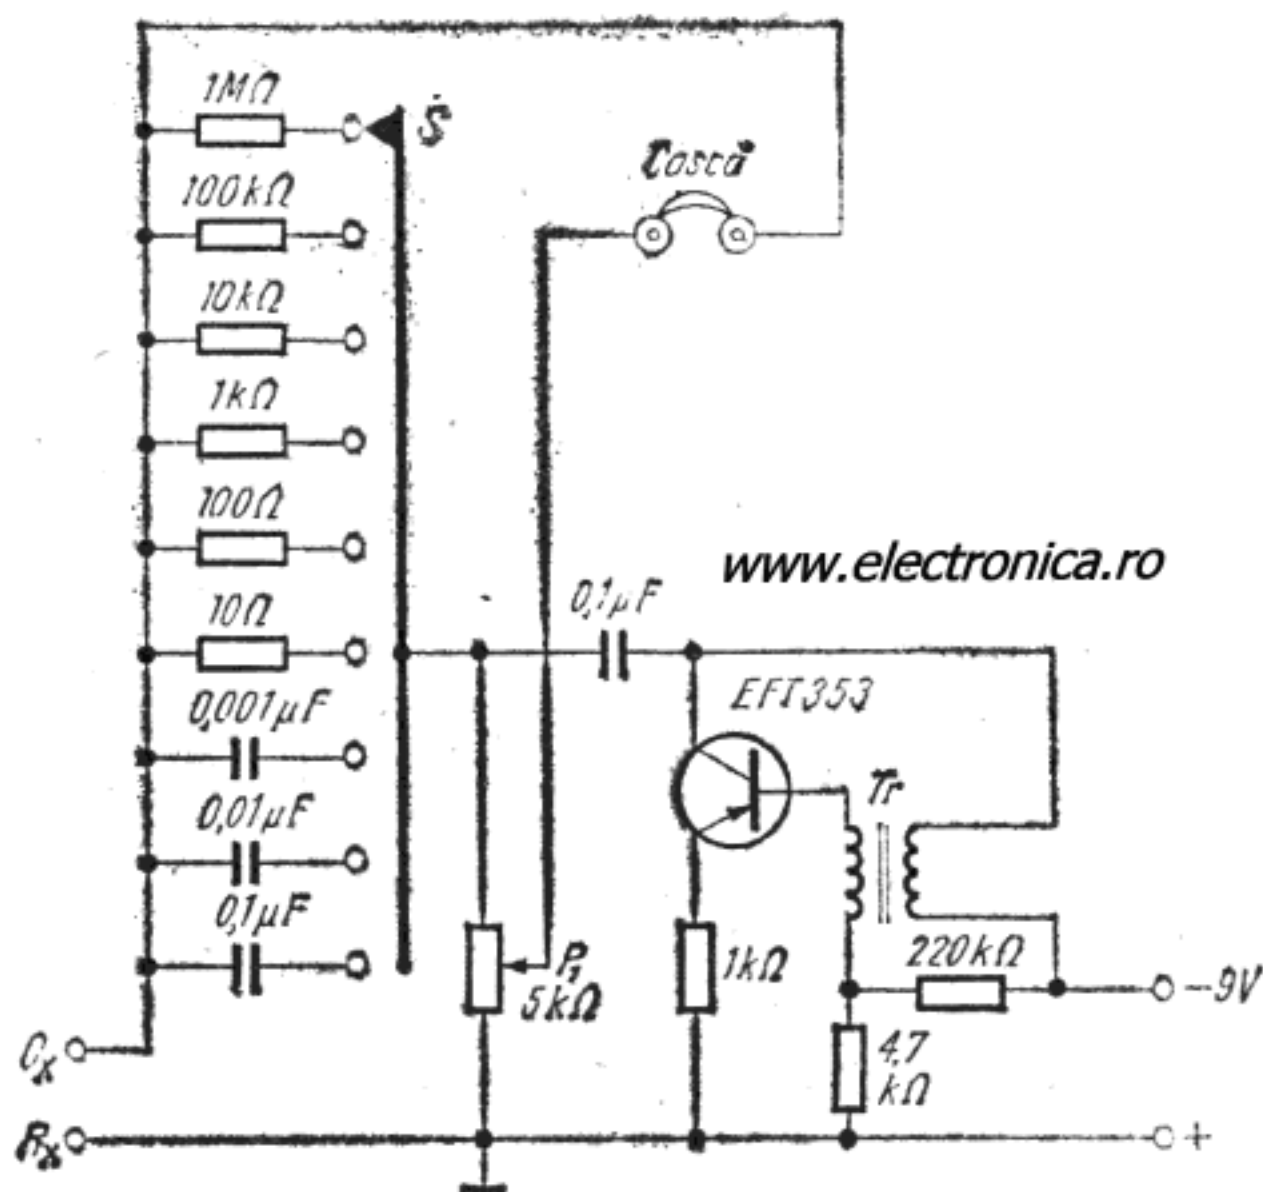 1MΩ
S
Cască
100kΩ
10kΩ
1kΩ
100Ω
www.electronica.ro
0,1µF
10Ω
EFT353
0,001µF
Tr
0,01µF
0,1µF
P₁
5kΩ
1kΩ
220kΩ
-9V
Cx
4,7
kΩ
Rx
+